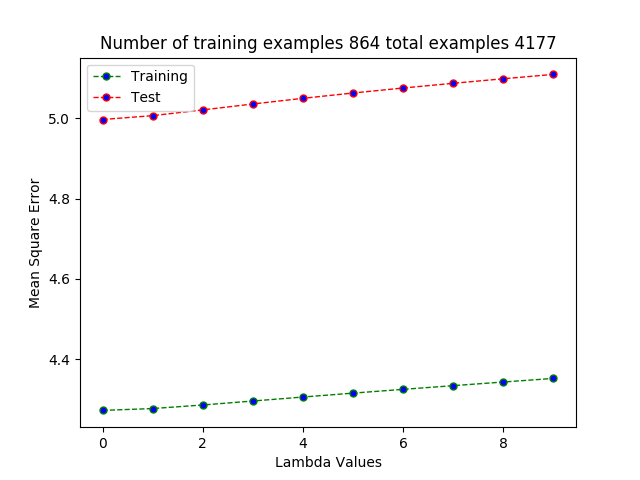 Number of training examples 864 total examples 4177
Training
Test
Mean Square Error
5.0
4.8
4.6
4.4
0 2 4 6 8
Lambda Values